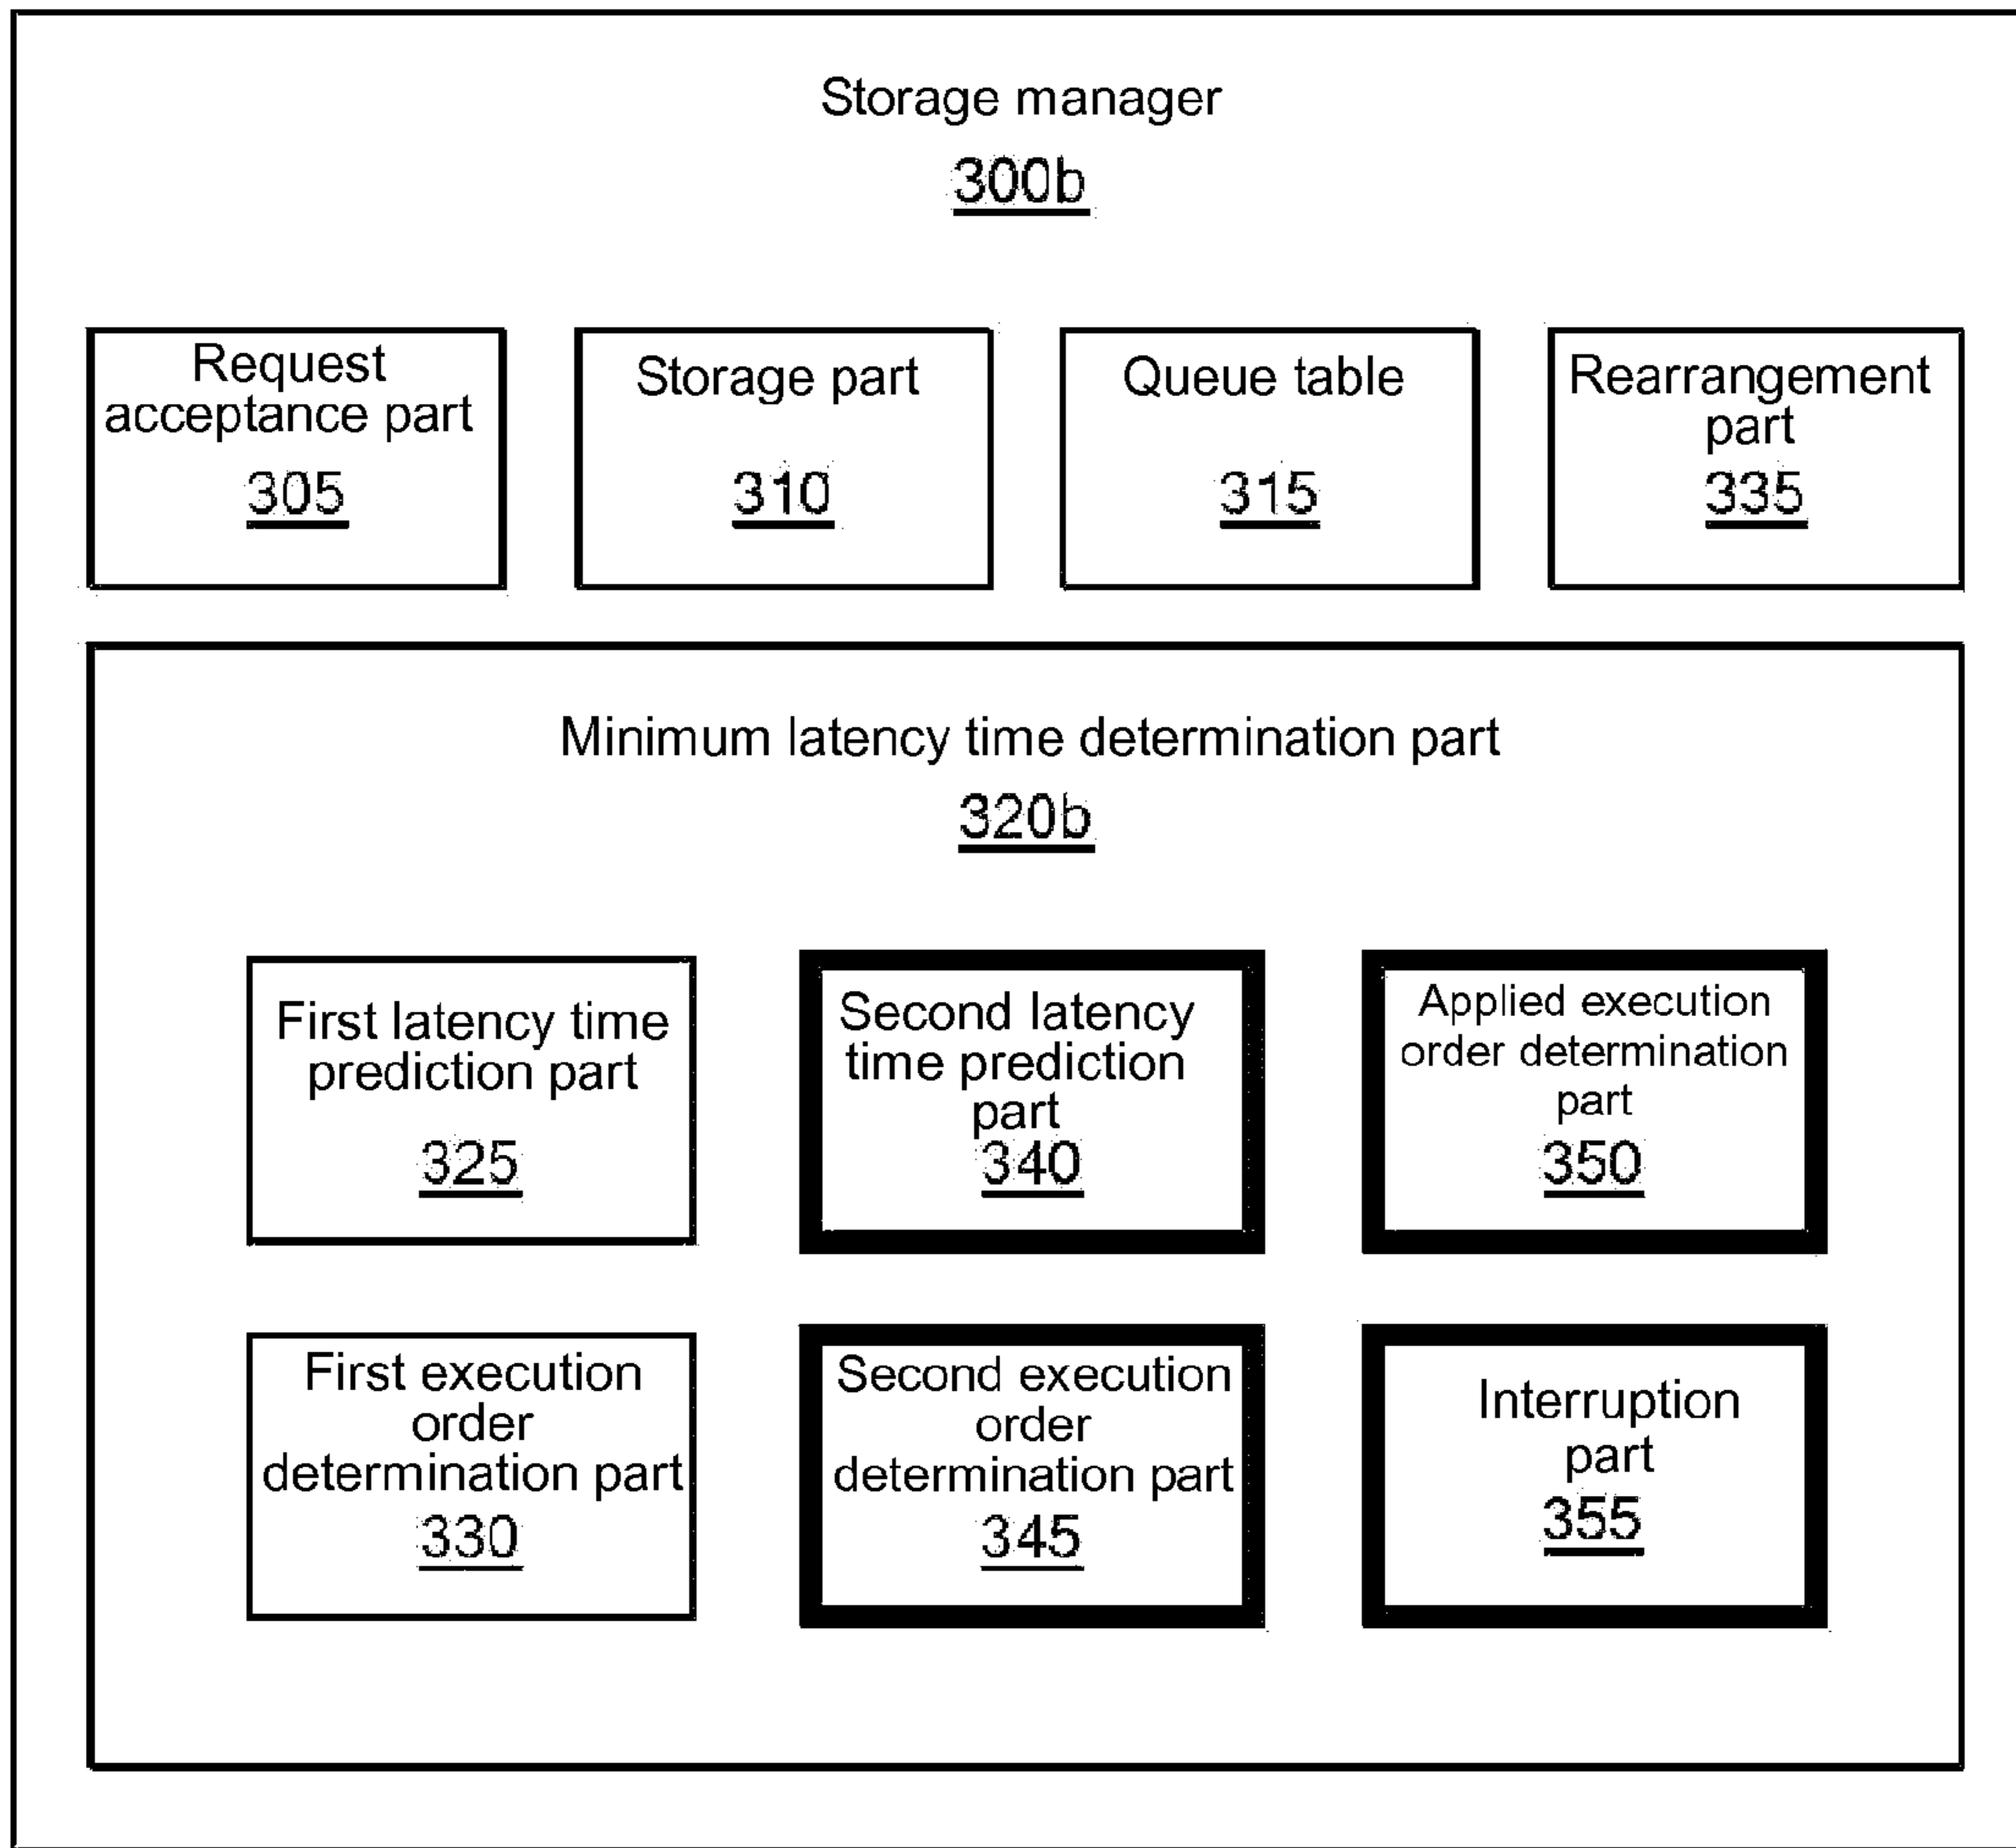 Storage manager
300b
Request
acceptance part
305
Storage part
310
Queue table
315
Rearrangement
part
335
Minimum latency time determination part
320b
First latency time
prediction part
325
Second latency
time prediction
part
340
Applied execution
order determination
part
350
First execution
order
determination part
330
Second execution
order
determination part
345
Interruption
part
355